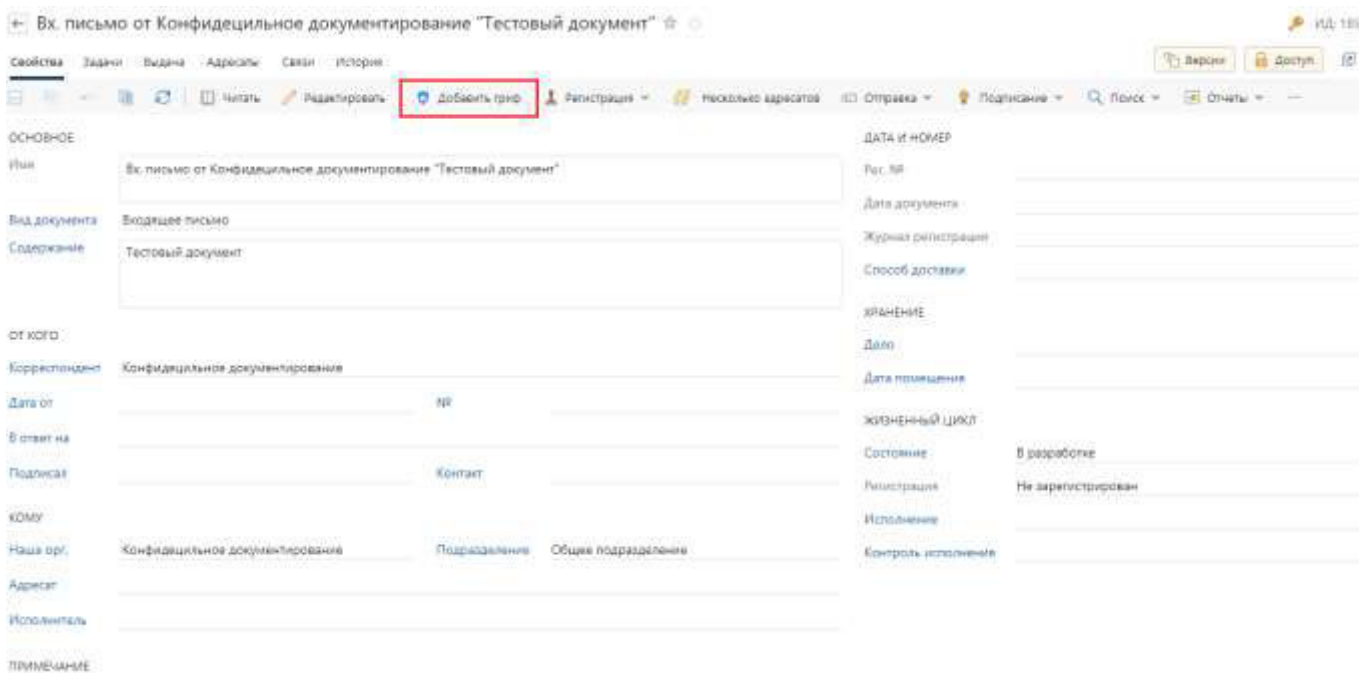 Вх. письмо от Конфидецильное документирование "Тестовый документ"
ИД: 189
Свойства Задачи Выдача Адресаты Связи История
Версии Доступ
Читать Редактировать Добавить гриф Регистрация Несколько адресатов Отправка Подписание Поиск Отчеты
ОСНОВНОЕ
Имя Вх. письмо от Конфидецильное документирование "Тестовый документ"
Вид документа Входящее письмо
Содержание Тестовый документ
ОТ КОГО
Корреспондент Конфидецильное документирование
Дата от №
В ответ на
Подписал Контакт
КОМУ
Наша орг. Конфидецильное документирование Подразделение Общее подразделение
Адресат
Исполнитель
ПРИМЕЧАНИЕ
ДАТА И НОМЕР
Рег. №
Дата документа
Журнал регистрации
Способ доставки
ХРАНЕНИЕ
Дело
Дата помещения
ЖИЗНЕННЫЙ ЦИКЛ
Состояние В разработке
Регистрация Не зарегистрирован
Исполнение
Контроль исполнения